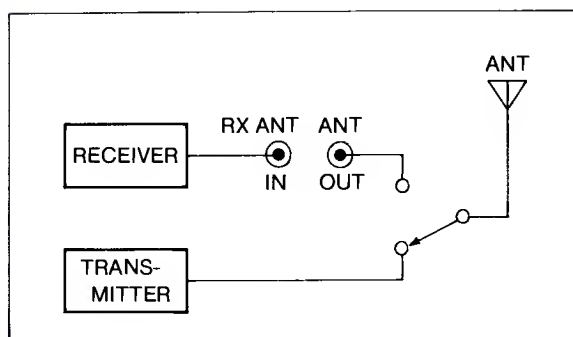 ANT
RX ANT ANT
RECEIVER
IN OUT
TRANS-
MITTER